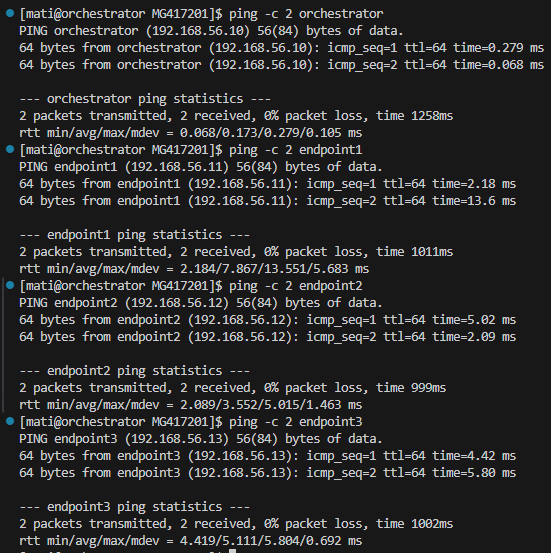 [mati@orchestrator MG417201]$ ping -c 2 orchestrator
PING orchestrator (192.168.56.10) 56(84) bytes of data.
64 bytes from orchestrator (192.168.56.10): icmp_seq=1 ttl=64 time=0.279 ms
64 bytes from orchestrator (192.168.56.10): icmp_seq=2 ttl=64 time=0.068 ms

--- orchestrator ping statistics ---
2 packets transmitted, 2 received, 0% packet loss, time 1258ms
rtt min/avg/max/mdev = 0.068/0.173/0.279/0.105 ms
[mati@orchestrator MG417201]$ ping -c 2 endpoint1
PING endpoint1 (192.168.56.11) 56(84) bytes of data.
64 bytes from endpoint1 (192.168.56.11): icmp_seq=1 ttl=64 time=2.18 ms
64 bytes from endpoint1 (192.168.56.11): icmp_seq=2 ttl=64 time=13.6 ms

--- endpoint1 ping statistics ---
2 packets transmitted, 2 received, 0% packet loss, time 1011ms
rtt min/avg/max/mdev = 2.184/7.867/13.551/5.683 ms
[mati@orchestrator MG417201]$ ping -c 2 endpoint2
PING endpoint2 (192.168.56.12) 56(84) bytes of data.
64 bytes from endpoint2 (192.168.56.12): icmp_seq=1 ttl=64 time=5.02 ms
64 bytes from endpoint2 (192.168.56.12): icmp_seq=2 ttl=64 time=2.09 ms

--- endpoint2 ping statistics ---
2 packets transmitted, 2 received, 0% packet loss, time 999ms
rtt min/avg/max/mdev = 2.089/3.552/5.015/1.463 ms
[mati@orchestrator MG417201]$ ping -c 2 endpoint3
PING endpoint3 (192.168.56.13) 56(84) bytes of data.
64 bytes from endpoint3 (192.168.56.13): icmp_seq=1 ttl=64 time=4.42 ms
64 bytes from endpoint3 (192.168.56.13): icmp_seq=2 ttl=64 time=5.80 ms

--- endpoint3 ping statistics ---
2 packets transmitted, 2 received, 0% packet loss, time 1002ms
rtt min/avg/max/mdev = 4.419/5.111/5.804/0.692 ms